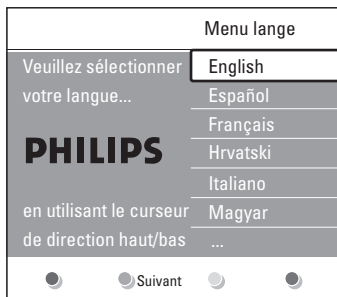 Menu lange
Veuillez sélectionner
votre langue...
PHILIPS
en utilisant le curseur
de direction haut/bas
English
Español
Français
Hrvatski
Italiano
Magyar
...
Suivant